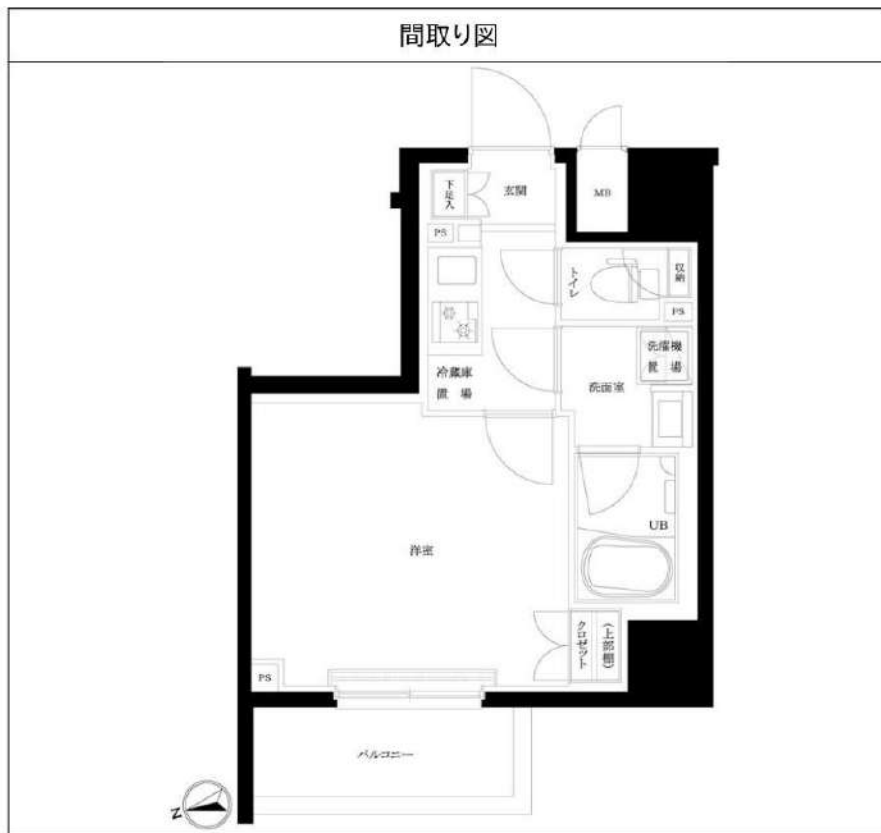 間取り図
玄関
下足入
MB
PS
トイレ
収納
PS
冷蔵庫
置 場
洗濯機
置 場
洗面室
洋室
UB
クロゼット
(上部棚)
PS
バルコニー
N